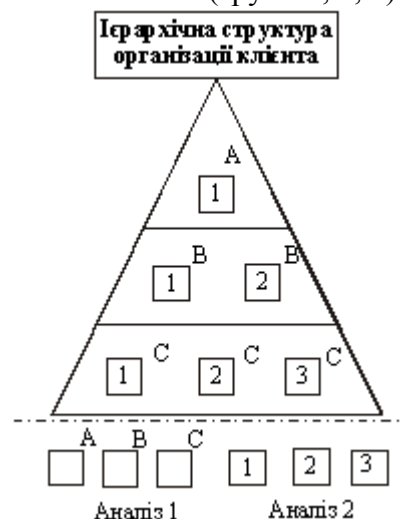 Ієрархічна структура
організації клієнта
A
1
B B
1 2
C C C
1 2 3
A B C
1 2 3
Аналіз 1 Аналіз 2